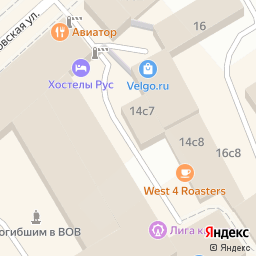 овская ул.
Авиатор
16
Хостелы Рус
Velgo.ru
14с7
14с8
16с8
West 4 Roasters
огибшим в ВОВ
Лига к
Яндекс